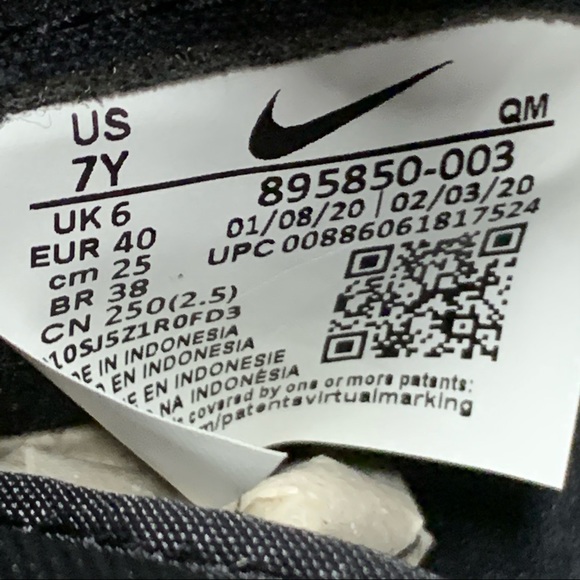 US
7Y
QM
895850-003
01/08/20 | 02/03/20
UPC 00886061817524
UK 6
EUR 40
cm 25
BR 38
CN 250(2.5)
10SJ5Z1R0FD3
IN INDONESIA
EN INDONESIA
EN INDONESIE
NA INDONÉSIA
covered by one or more patents:
/patentsvirtualmarking